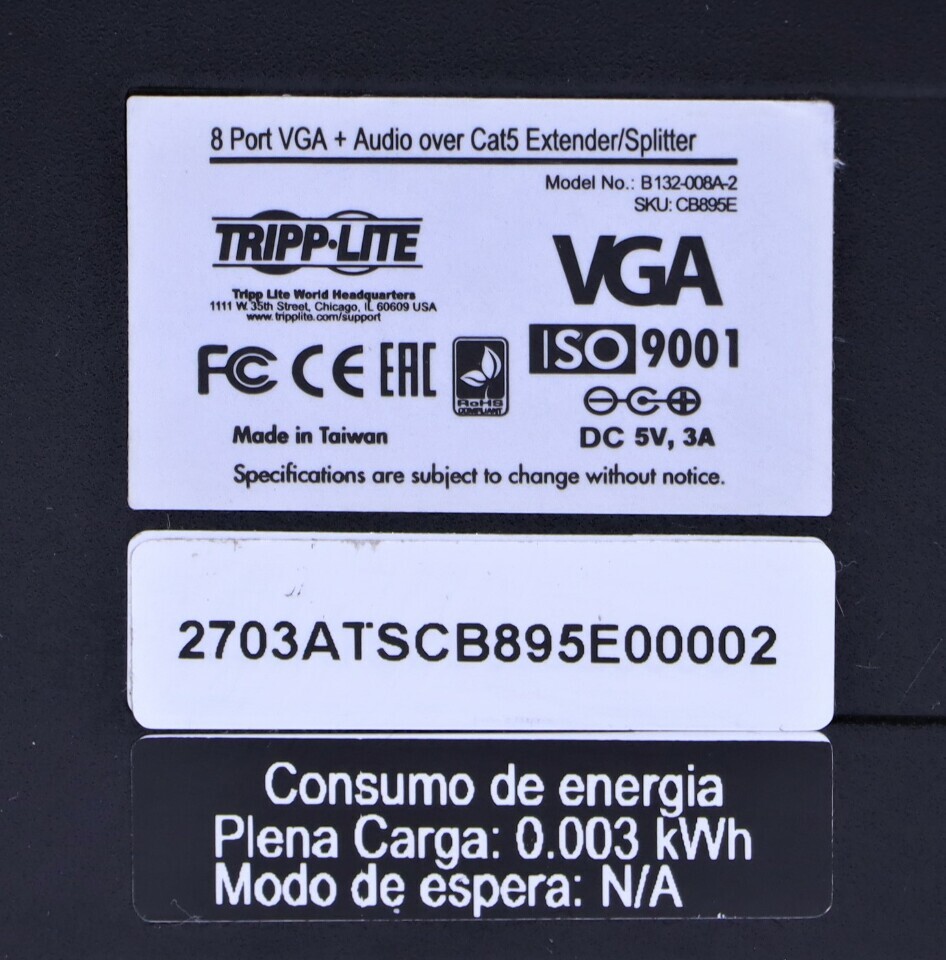 8 Port VGA + Audio over Cat5 Extender/Splitter
Model No.: B132-008A-2
SKU: CB895E
TRIPP·LITE
VGA
Tripp Lite World Headquarters
1111 W. 35th Street, Chicago, IL 60609 USA
www.tripplite.com/support
FC CE EAC
RoHS
COMPLIANT
ISO 9001
Made in Taiwan
DC 5V, 3A
Specifications are subject to change without notice.
2703ATSCB895E00002
Consumo de energia
Plena Carga: 0.003 kWh
Modo de espera: N/A